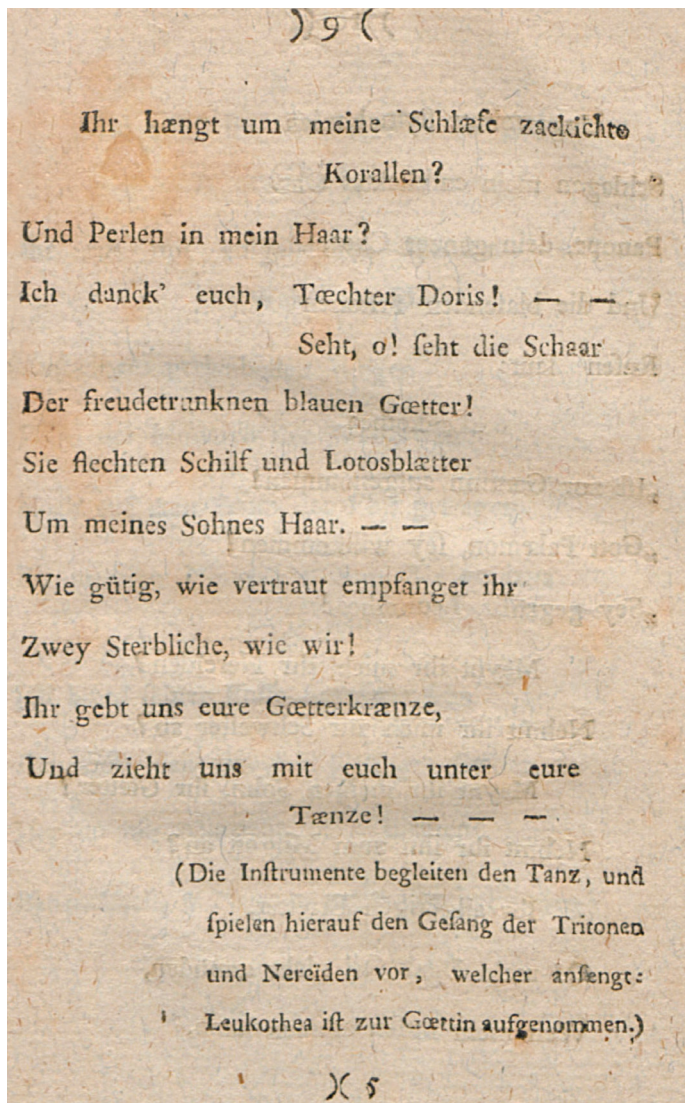 ) 9 (
Ihr hængt um meine Schlæfe zackichte
Korallen?
Und Perlen in mein Haar?
Ich danck' euch, Tœchter Doris! — —
Seht, o! ſeht die Schaar
Der freudetrunknen blauen Gœtter!
Sie flechten Schilf und Lotosblætter
Um meines Sohnes Haar. — —
Wie gütig, wie vertraut empfanget ihr
Zwey Sterbliche, wie wir!
Ihr gebt uns eure Gœtterkrænze,
Und zieht uns mit euch unter eure
Tænze! — — —
(Die Inſtrumente begleiten den Tanz, und
ſpielen hierauf den Geſang der Tritonen
und Nereïden vor, welcher anfængt:
Leukothea iſt zur Gœttin aufgenommen.)
)( 5